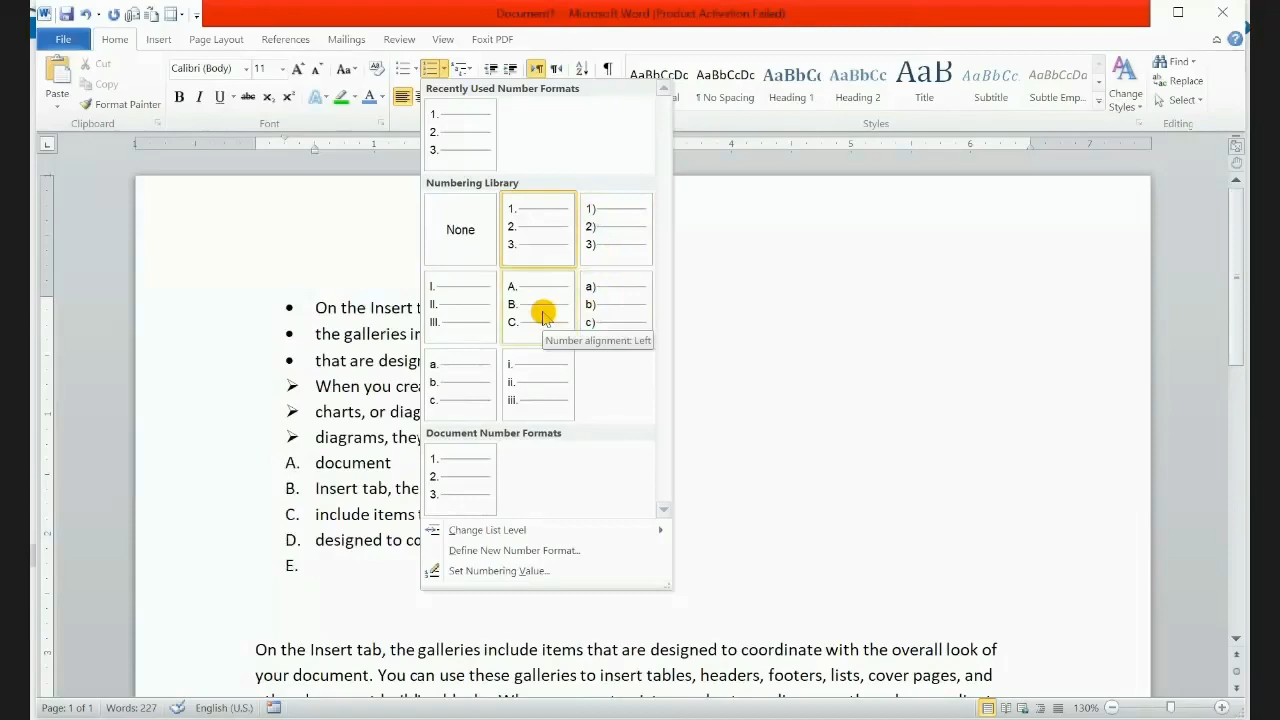 Document1 - Microsoft Word (Product Activation Failed)
File Home Insert Page Layout References Mailings Review View Foxit PDF
Cut
Copy
Format Painter
Paste
Clipboard
Calibri (Body) 11
Font
AaBbCcDc AaBbCcDc AaBbCc AaBbCc AaB AaBbCc. AaBbCcDa
¶ No Spacing Heading 1 Heading 2 Title Subtitle Subtle Emp...
Change
Styles
Styles
Find
Replace
Select
Editing
1 1 4 5 6 7
Recently Used Number Formats
1.
2.
3.
Numbering Library
None
1.
2.
3.
1)
2)
3)
I.
II.
III.
A.
B.
C.
a)
b)
c)
Number alignment: Left
a.
b.
c.
i.
ii.
iii.
Document Number Formats
1.
2.
3.
Change List Level
Define New Number Format...
Set Numbering Value...
• On the Insert t
• the galleries in
• that are desig
➢ When you crea
➢ charts, or diag
➢ diagrams, they
A. document
B. Insert tab, the
C. include items t
D. designed to co
E.
On the Insert tab, the galleries include items that are designed to coordinate with the overall look of
your document. You can use these galleries to insert tables, headers, footers, lists, cover pages, and
Page: 1 of 1 Words: 227 English (U.S.) 130%